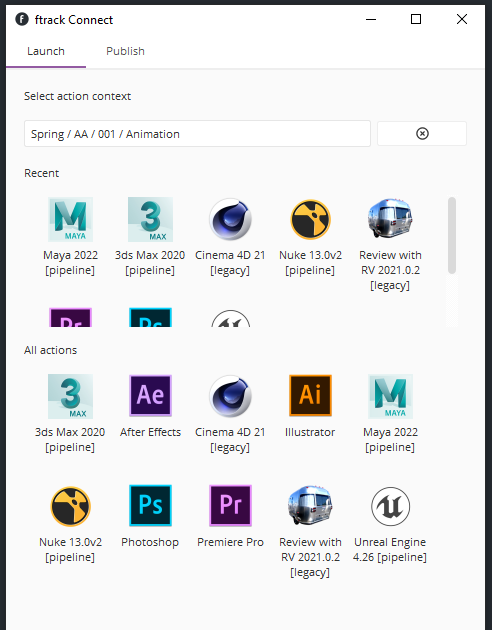 ftrack Connect
Launch Publish
Select action context
Spring / AA / 001 / Animation
Recent
MAYA MAX
Maya 2022 3ds Max 2020 Cinema 4D 21 Nuke 13.0v2 Review with
[pipeline] [pipeline] [legacy] [pipeline] RV 2021.0.2
[legacy]
Pr Ps
All actions
3 MAX Ae Ai M MAYA
3ds Max 2020 After Effects Cinema 4D 21 Illustrator Maya 2022
[pipeline] [legacy] [pipeline]
Ps Pr
Nuke 13.0v2 Photoshop Premiere Pro Review with Unreal Engine
[pipeline] RV 2021.0.2 4.26 [pipeline]
[legacy]